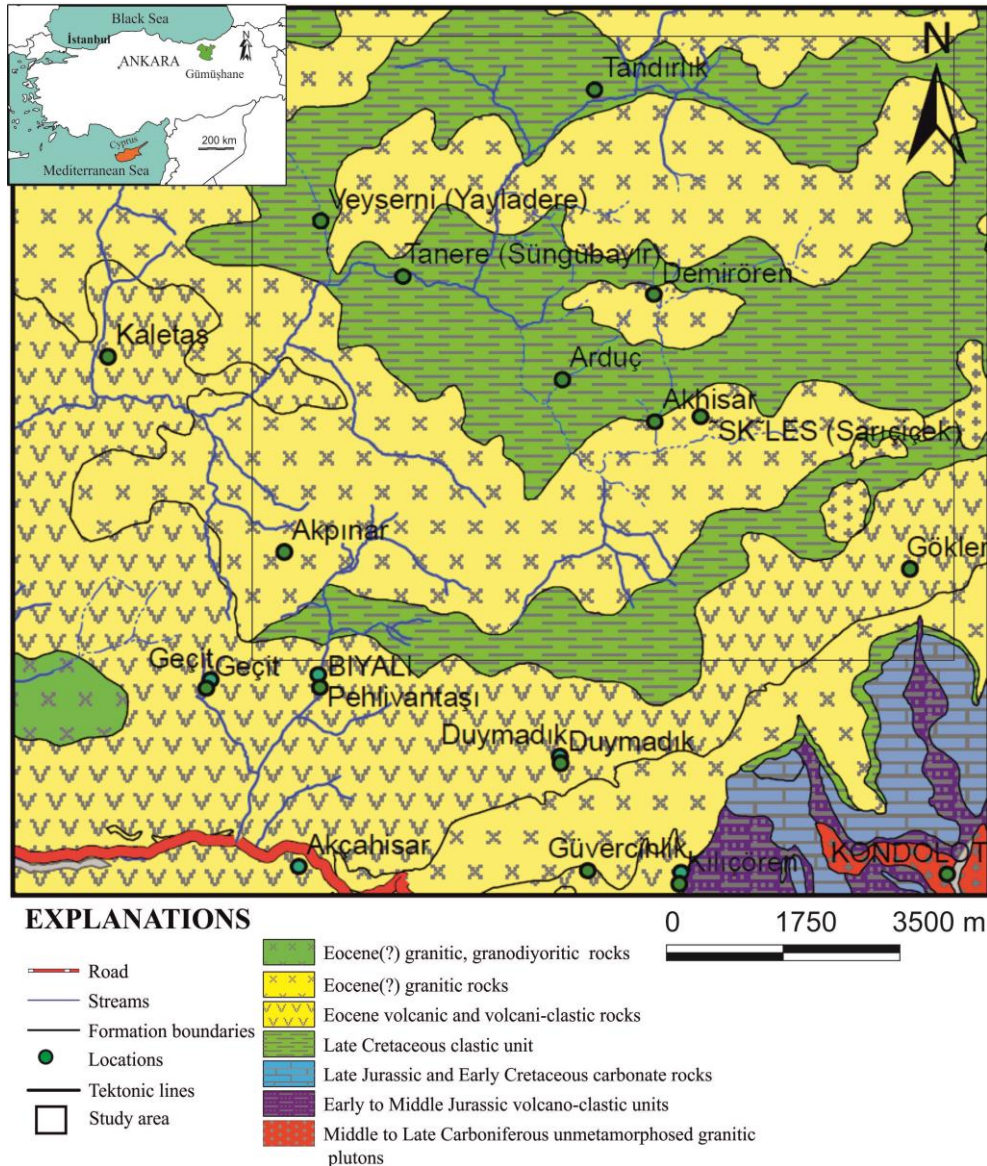 Black Sea
İstanbul
N
ANKARA
Gümüşhane
200 km
Cyprus
Mediterranean Sea
N
Tandırlık
Veyserni (Yayladere)
Tanere (Süngübayır)
Demirören
Kaletaş
Arduç
Akhisar
SK LES (Sarıçiçek)
Akpınar
Gökler
Geçit
Geçit
BIYALI
Pehlivantaşı
Duymadık
Duymadık
Akçahisar
Güvercinlik
Kılıçören
KONDOLOT
EXPLANATIONS
0 1750 3500 m
Road
Streams
Formation boundaries
Locations
Tektonic lines
Study area
Eocene(?) granitic, granodiyoritic rocks
Eocene(?) granitic rocks
Eocene volcanic and volcani-clastic rocks
Late Cretaceous clastic unit
Late Jurassic and Early Cretaceous carbonate rocks
Early to Middle Jurassic volcano-clastic units
Middle to Late Carboniferous unmetamorphosed granitic
plutons